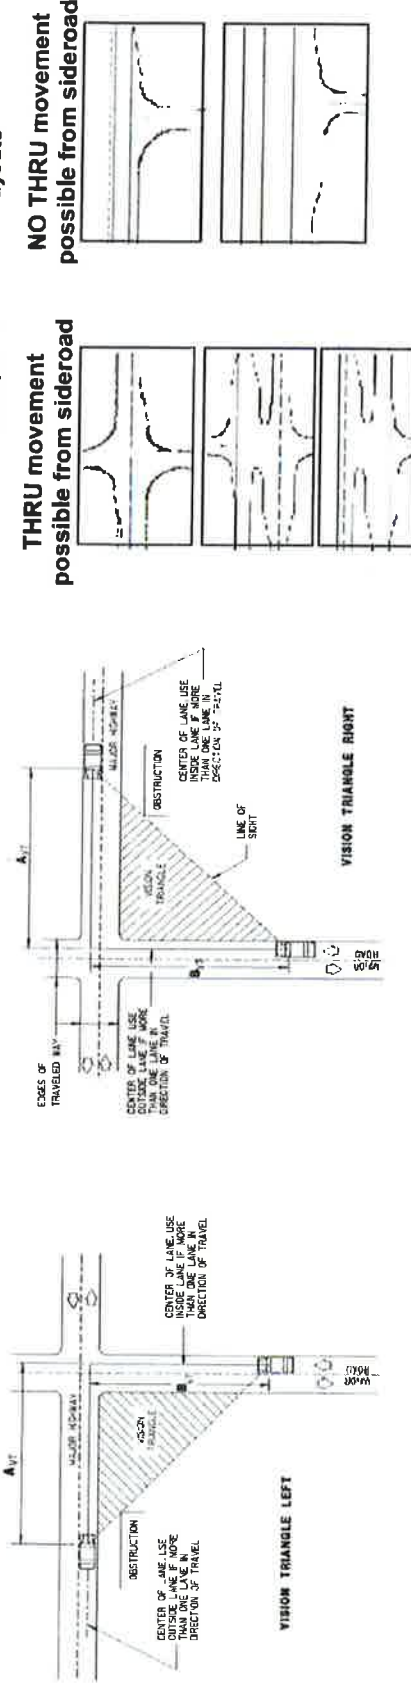 A VT
MAJOR HIGHWAY
OBSTRUCTION
VISION
TRIANGLE
CENTER OF LANE, USE
OUTSIDE LANE IF MORE
THAN ONE LANE IN
DIRECTION OF TRAVEL
CENTER OF LANE, USE
INSIDE LANE IF MORE
THAN ONE LANE IN
DIRECTION OF TRAVEL
MINOR
ROAD
VISION TRIANGLE LEFT
EDGES OF
TRAVELED WAY
A VT
MAJOR HIGHWAY
CENTER OF LANE USE
OUTSIDE LANE IF MORE
THAN ONE LANE IN
DIRECTION OF TRAVEL
VISION
TRIANGLE
OBSTRUCTION
CENTER OF LANE, USE
INSIDE LANE IF MORE
THAN ONE LANE IN
DIRECTION OF TRAVEL
LINE OF
SIGHT
MINOR
ROAD
VISION TRIANGLE RIGHT
THRU movement
possible from sideroad
NO THRU movement
possible from sideroad